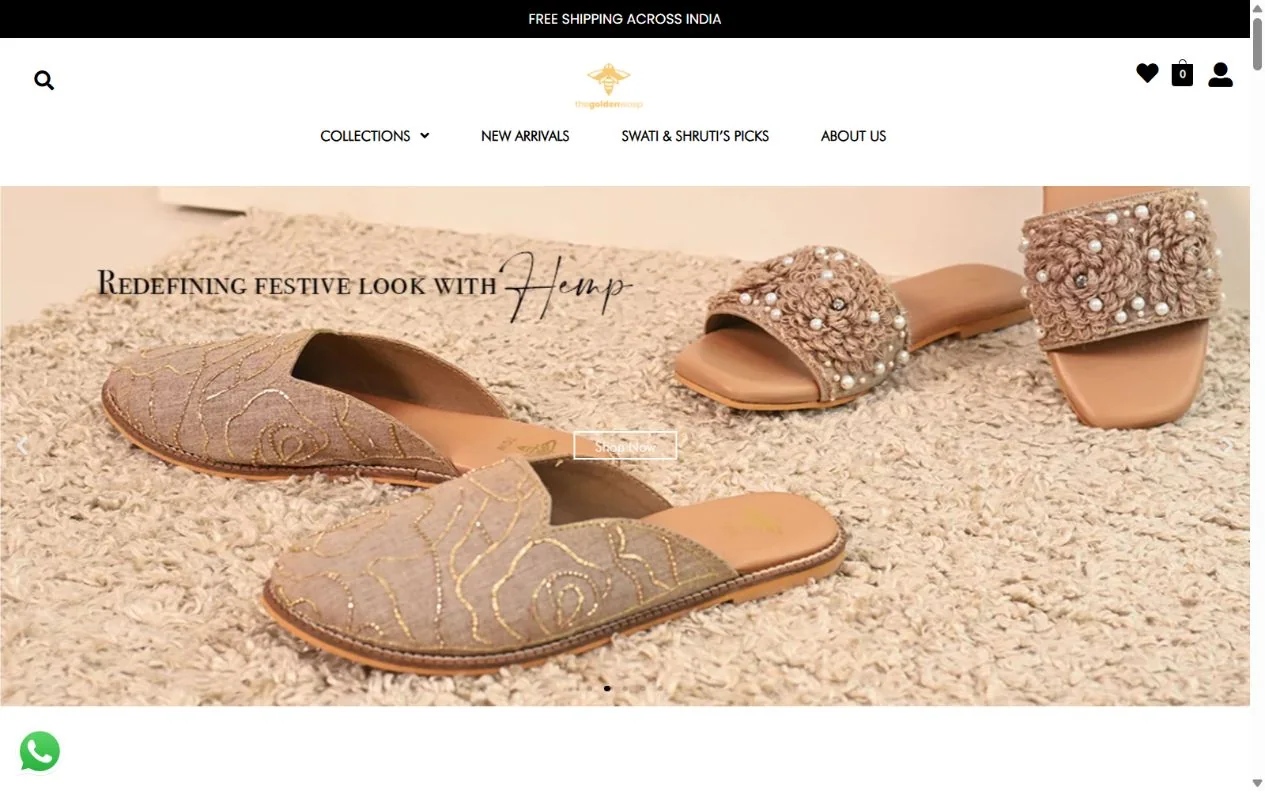 FREE SHIPPING ACROSS INDIA
thegoldenwasp
0
COLLECTIONS
NEW ARRIVALS
SWATI & SHRUTI'S PICKS
ABOUT US
REDEFINING FESTIVE LOOK WITH Hemp
Shop Now